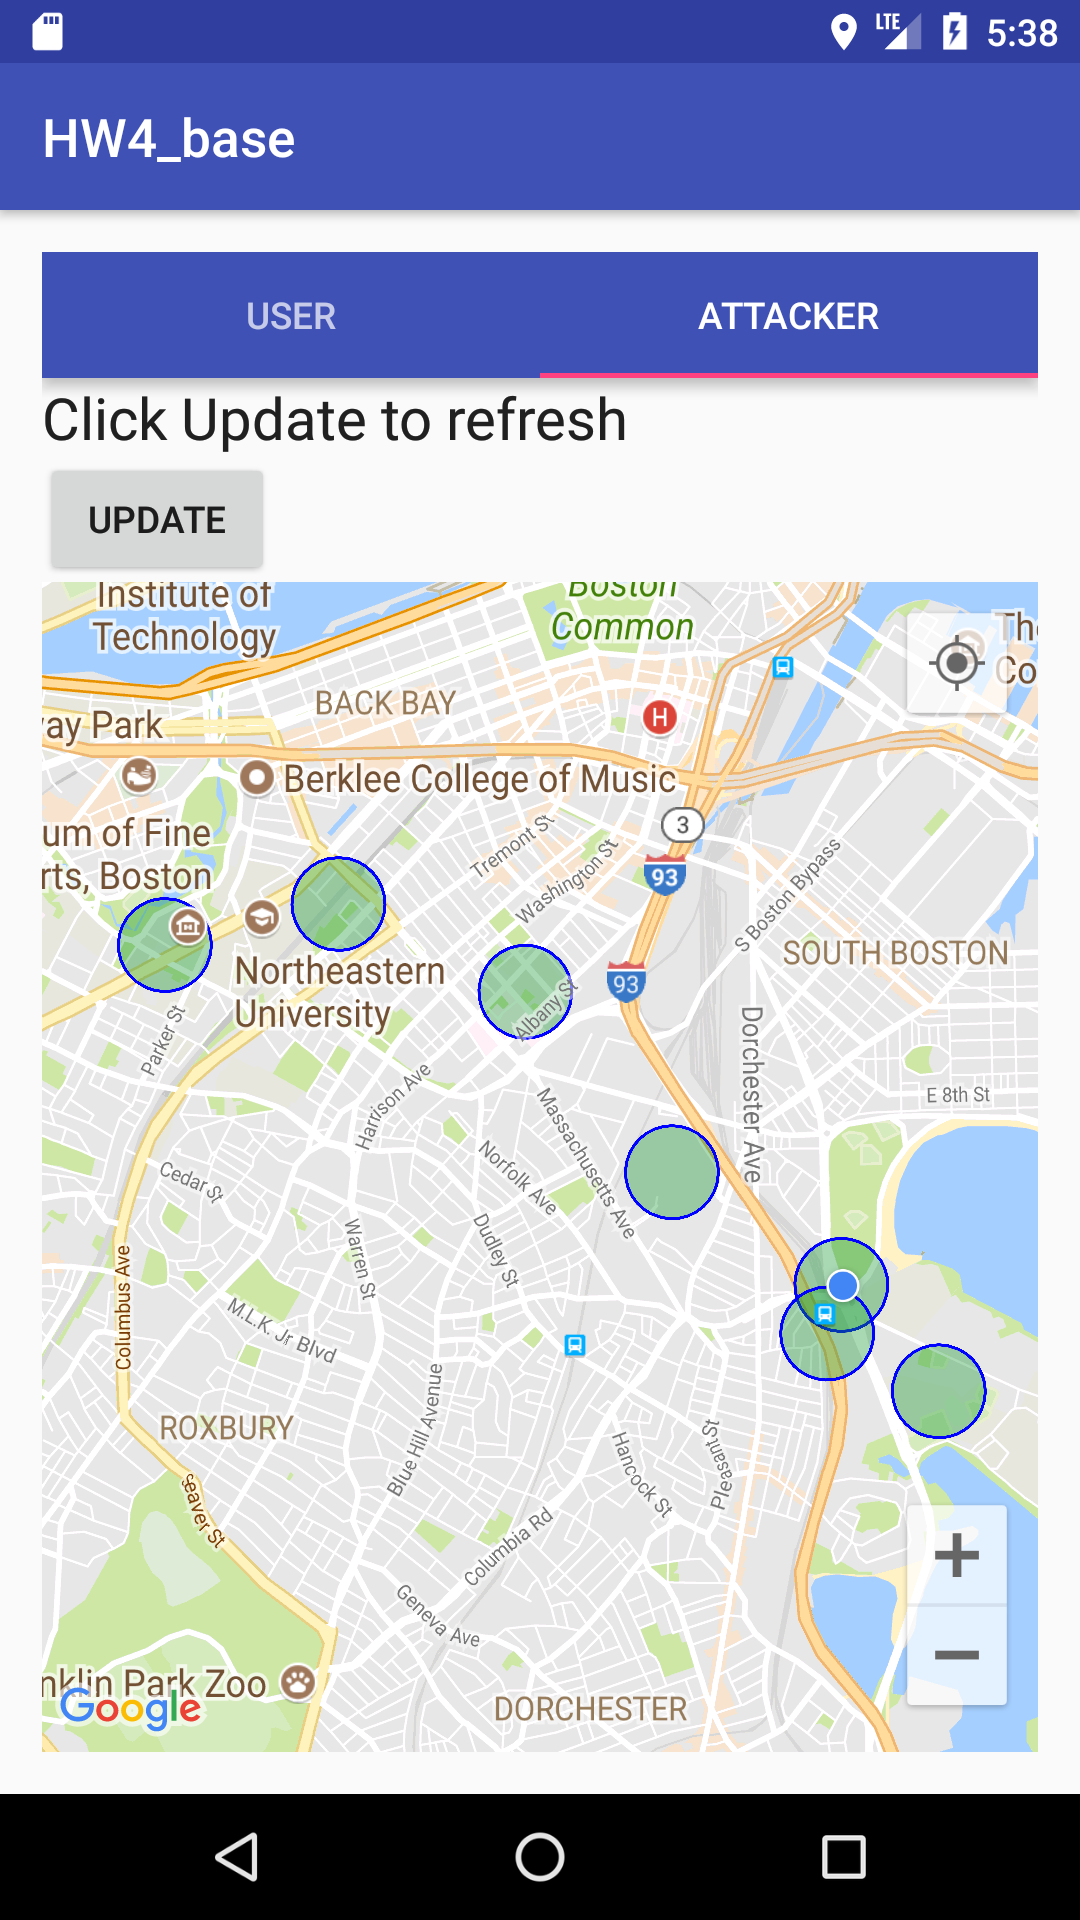 LTE 5:38
HW4_base
USER ATTACKER
Click Update to refresh
UPDATE
Institute of
Technology
Boston
Common
BACK BAY
way Park
H
Berklee College of Music
um of Fine
rts, Boston
Tremont St
Washington St
3
93
S Boston Bypass
SOUTH BOSTON
Northeastern
University
93
Albany St
Parker St
Dorchester Ave
E 8th St
Harrison Ave
Massachusetts Ave
Norfolk Ave
Cedar St
Dudley St
Warren St
Columbus Ave
M.L.K. Jr Blvd
Blue Hill Avenue
ROXBURY
Hancock St
Pleasant St
Seaver St
Columbia Rd
Geneva Ave
nklin Park Zoo
Google
DORCHESTER